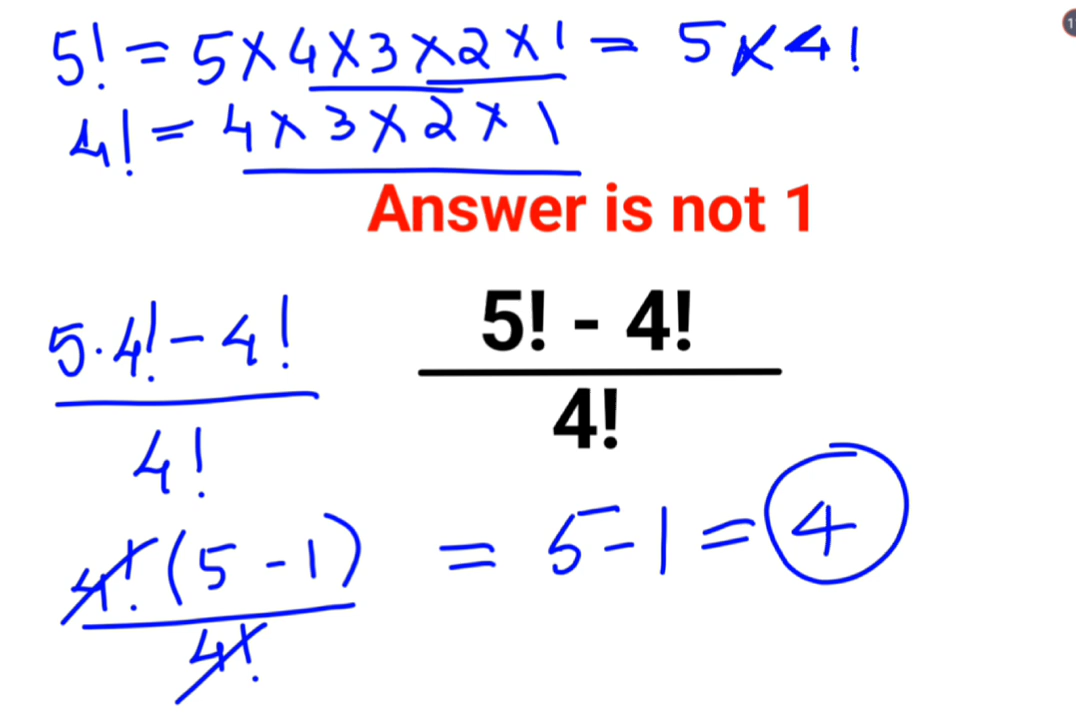 5! = 5 × 4 × 3 × 2 × 1 = 5 × 4!
4! = 4 × 3 × 2 × 1
Answer is not 1
5·4! - 4!
4!
5! - 4!
4!
4! (5 - 1) = 5 - 1 = 4
4!